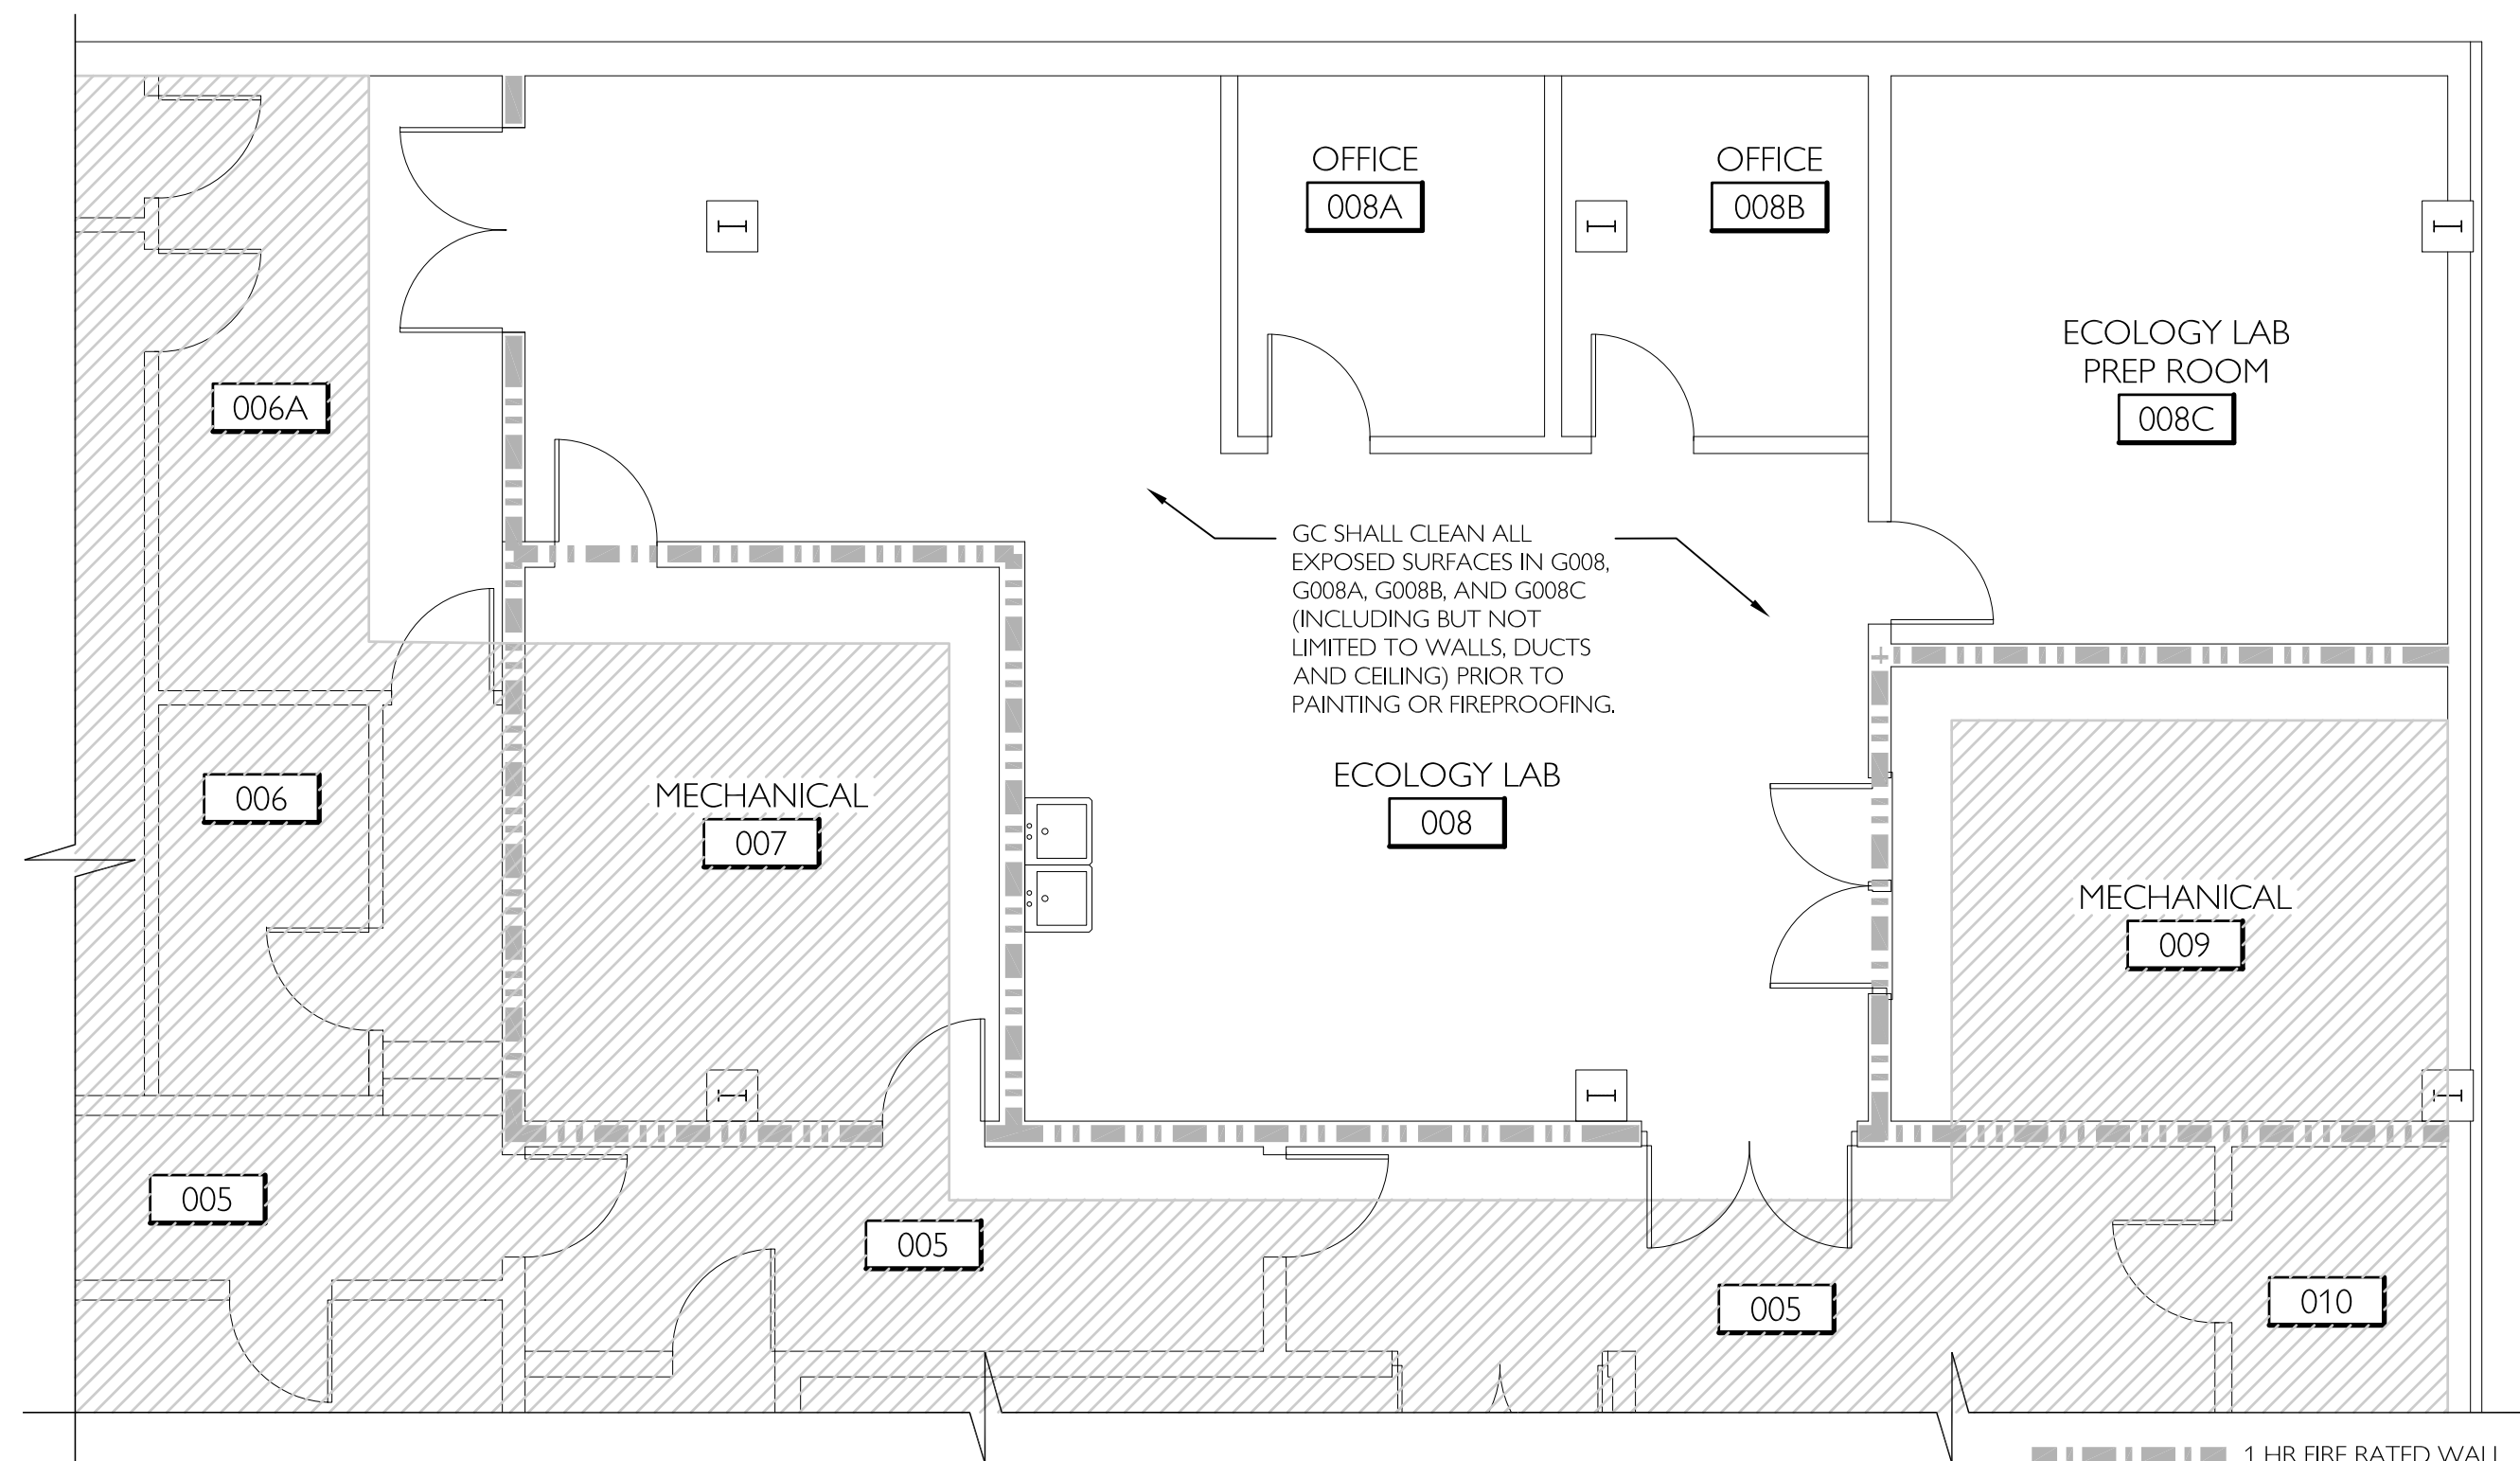 OFFICE
008A
OFFICE
008B
ECOLOGY LAB
PREP ROOM
008C
006A
GC SHALL CLEAN ALL
EXPOSED SURFACES IN G008,
G008A, G008B, AND G008C
(INCLUDING BUT NOT
LIMITED TO WALLS, DUCTS
AND CEILING) PRIOR TO
PAINTING OR FIREPROOFING.
006
MECHANICAL
007
ECOLOGY LAB
008
MECHANICAL
009
005
005
005
010
1 HR FIRE RATED WALL